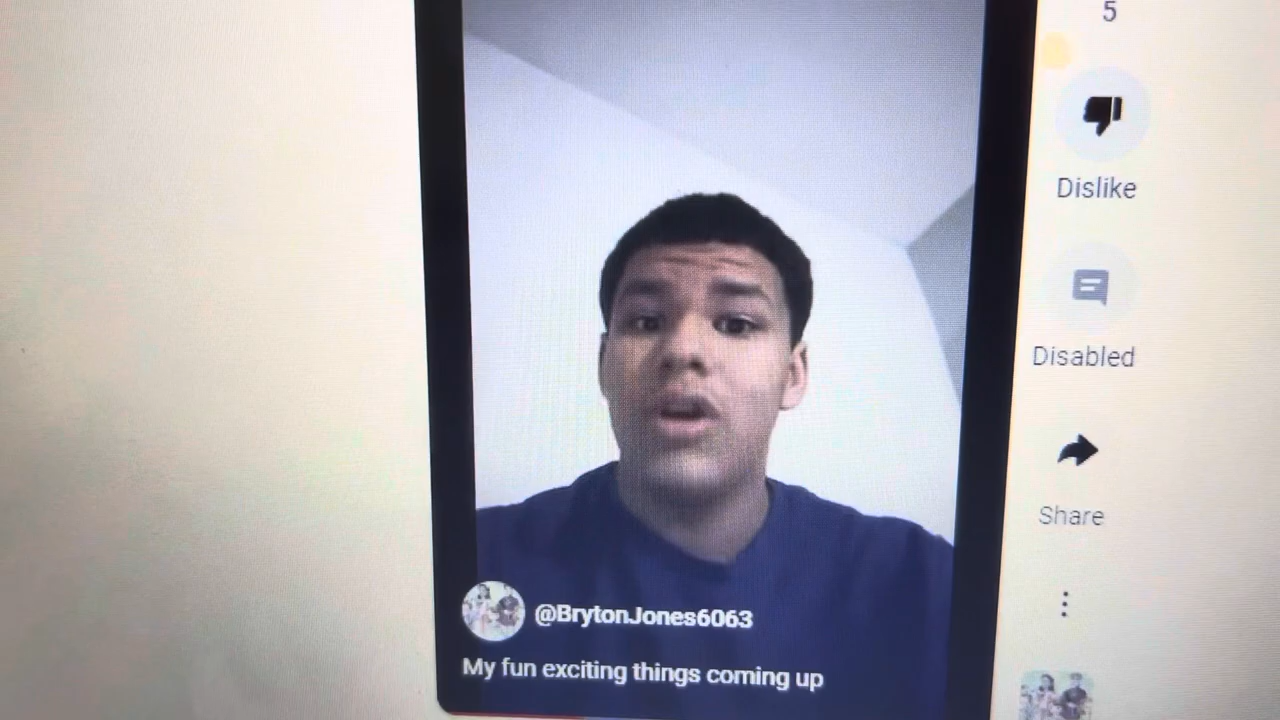 5
Dislike
Disabled
Share
@BrytonJones6063
My fun exciting things coming up